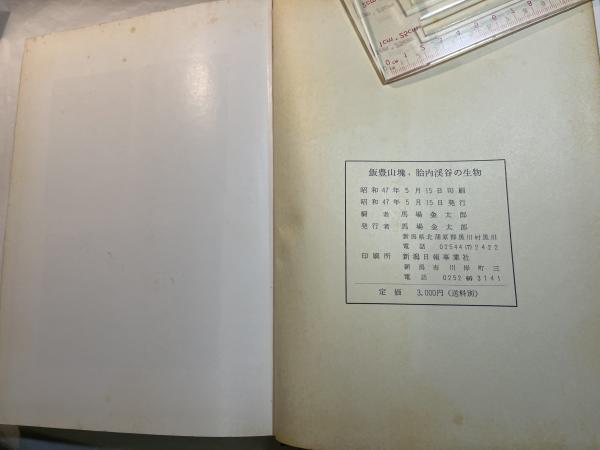 飯豊山塊・胎内渓谷の生物
昭和47年5月15日印刷
昭和47年5月15日発行
編者 馬場金太郎
発行者 馬場金太郎
新潟県北蒲原郡黒川村黒川
電話 02544(7)2422
印刷所 新潟日報事業社
新潟市川岸町三
電話 0252 3141
定価 3,000円(送料別)